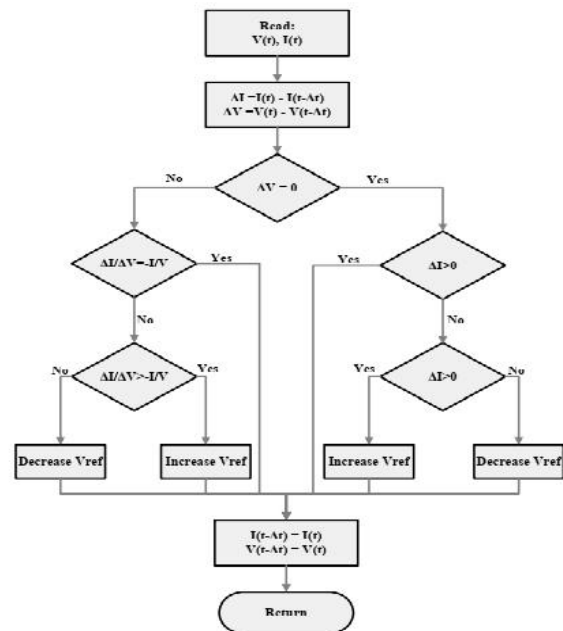 Read:
V(t), I(t)
ΔI =I(t) - I(t-Δt)
ΔV =V(t) - V(t-Δt)
No
ΔV = 0
Yes
ΔI/ΔV=-I/V
Yes
Yes
ΔI>0
No
No
No
ΔI/ΔV>-I/V
Yes
Yes
ΔI>0
No
Decrease Vref
Increase Vref
Increase Vref
Decrease Vref
I(t-Δt) = I(t)
V(t-Δt) = V(t)
Return